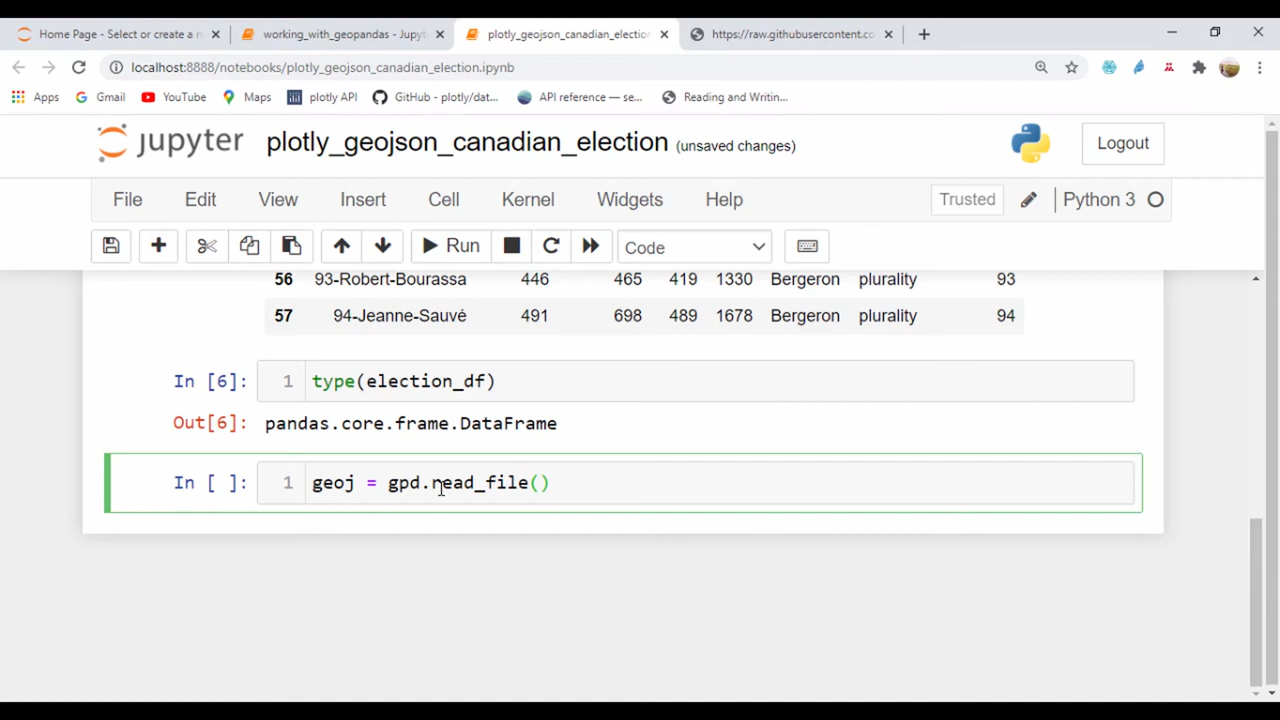 Home Page - Select or create a n
working_with_geopandas - Jupyt
plotly_geojson_canadian_election
https://raw.githubusercontent.co
localhost:8888/notebooks/plotly_geojson_canadian_election.ipynb
Apps
Gmail
YouTube
Maps
plotly API
GitHub - plotly/dat...
API reference — se...
Reading and Writin...
jupyter
plotly_geojson_canadian_election (unsaved changes)
Logout
File Edit View Insert Cell Kernel Widgets Help
Trusted
Python 3
Run
Code
56 93-Robert-Bourassa 446 465 419 1330 Bergeron plurality 93
57 94-Jeanne-Sauvé 491 698 489 1678 Bergeron plurality 94
In [6]: 1 type(election_df)
Out[6]: pandas.core.frame.DataFrame
In [ ]: 1 geoj = gpd.read_file()